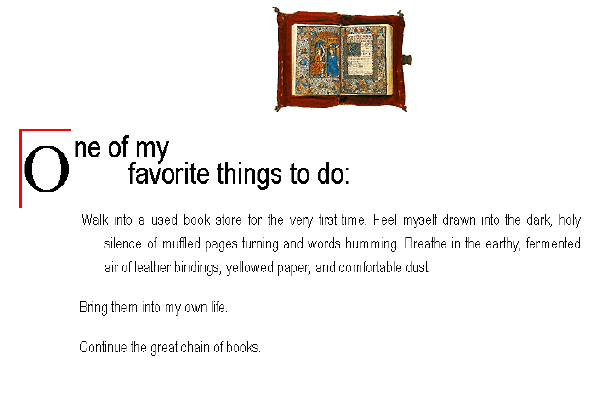 One of my
favorite things to do:
Walk into a used book store for the very first time. Feel myself drawn into the dark, holy
silence of muffled pages turning and words humming. Breathe in the earthy, fermented
air of leather bindings, yellowed paper, and comfortable dust.
Bring them into my own life.
Continue the great chain of books.